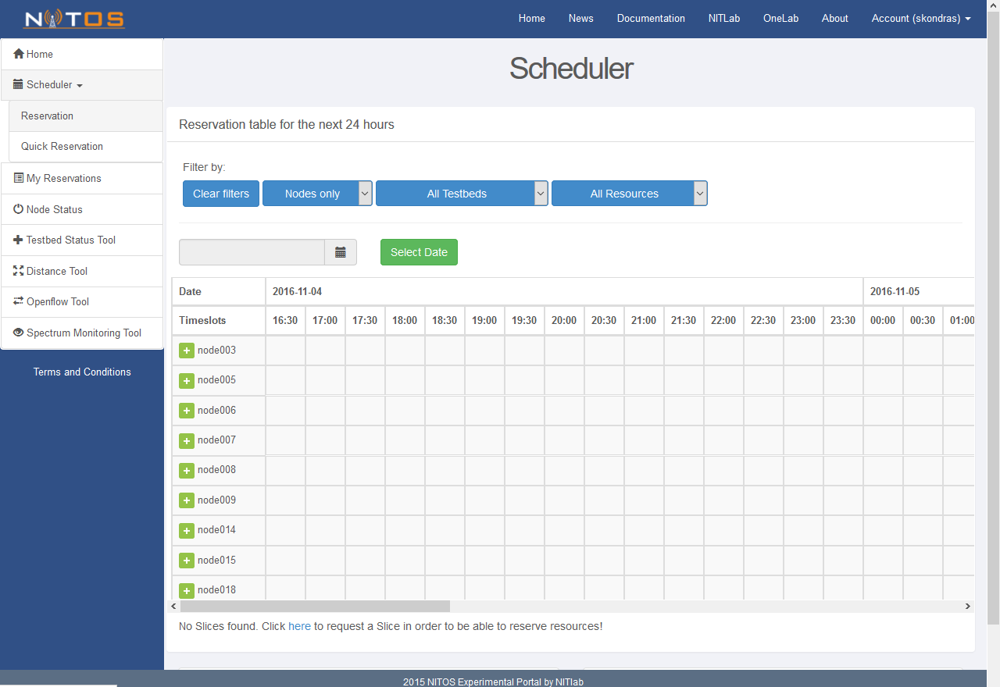 NITOS
Home News Documentation NITLab OneLab About Account (skondras)
Home
Scheduler
Reservation
Quick Reservation
My Reservations
Node Status
Testbed Status Tool
Distance Tool
Openflow Tool
Spectrum Monitoring Tool
Terms and Conditions
Scheduler
Reservation table for the next 24 hours
Filter by:
Clear filters Nodes only All Testbeds All Resources
Select Date
Date 2016-11-04 2016-11-05
Timeslots 16:30 17:00 17:30 18:00 18:30 19:00 19:30 20:00 20:30 21:00 21:30 22:00 22:30 23:00 23:30 00:00 00:30 01:00
node003
node005
node006
node007
node008
node009
node014
node015
node018
No Slices found. Click here to request a Slice in order to be able to reserve resources!
2015 NITOS Experimental Portal by NITlab